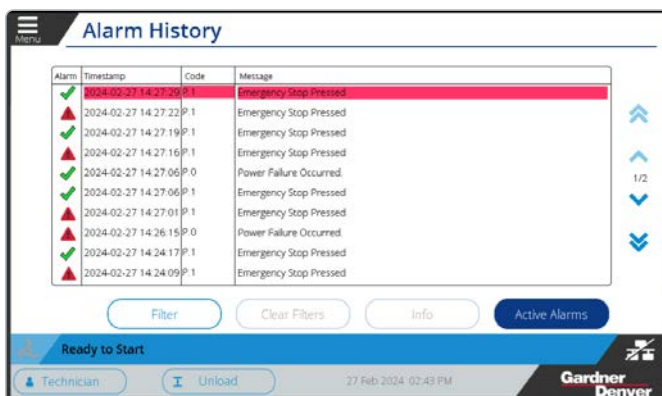 Menu
Alarm History
Alarm Timestamp Code Message
2024-02-27 14:27:29 P.1 Emergency Stop Pressed
2024-02-27 14:27:22 P.1 Emergency Stop Pressed
2024-02-27 14:27:19 P.1 Emergency Stop Pressed
2024-02-27 14:27:16 P.1 Emergency Stop Pressed
2024-02-27 14:27:06 P.0 Power Failure Occurred.
2024-02-27 14:27:06 P.1 Emergency Stop Pressed
2024-02-27 14:27:01 P.1 Emergency Stop Pressed
2024-02-27 14:26:15 P.0 Power Failure Occurred.
2024-02-27 14:24:17 P.1 Emergency Stop Pressed
2024-02-27 14:24:09 P.1 Emergency Stop Pressed
1/2
Filter Clear Filters Info Active Alarms
Ready to Start
Technician Unload 27 Feb 2024 02:43 PM
Gardner
Denver